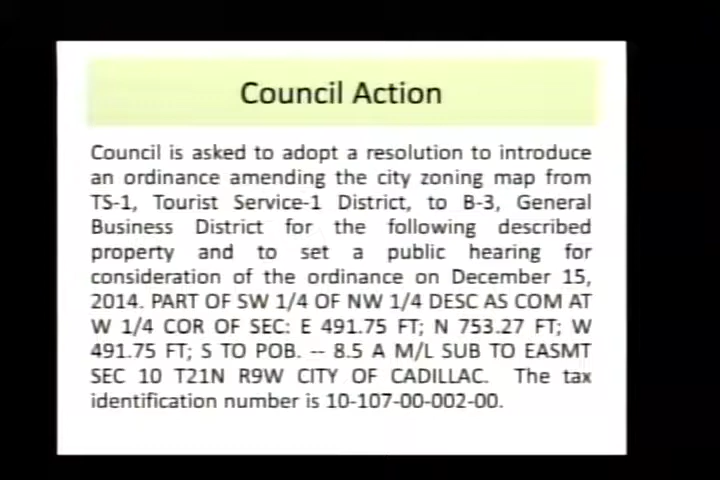 Council Action
Council is asked to adopt a resolution to introduce
an ordinance amending the city zoning map from
TS-1, Tourist Service-1 District, to B-3, General
Business District for the following described
property and to set a public hearing for
consideration of the ordinance on December 15,
2014. PART OF SW 1/4 OF NW 1/4 DESC AS COM AT
W 1/4 COR OF SEC: E 491.75 FT; N 753.27 FT; W
491.75 FT; S TO POB. -- 8.5 A M/L SUB TO EASMT
SEC 10 T21N R9W CITY OF CADILLAC. The tax
identification number is 10-107-00-002-00.